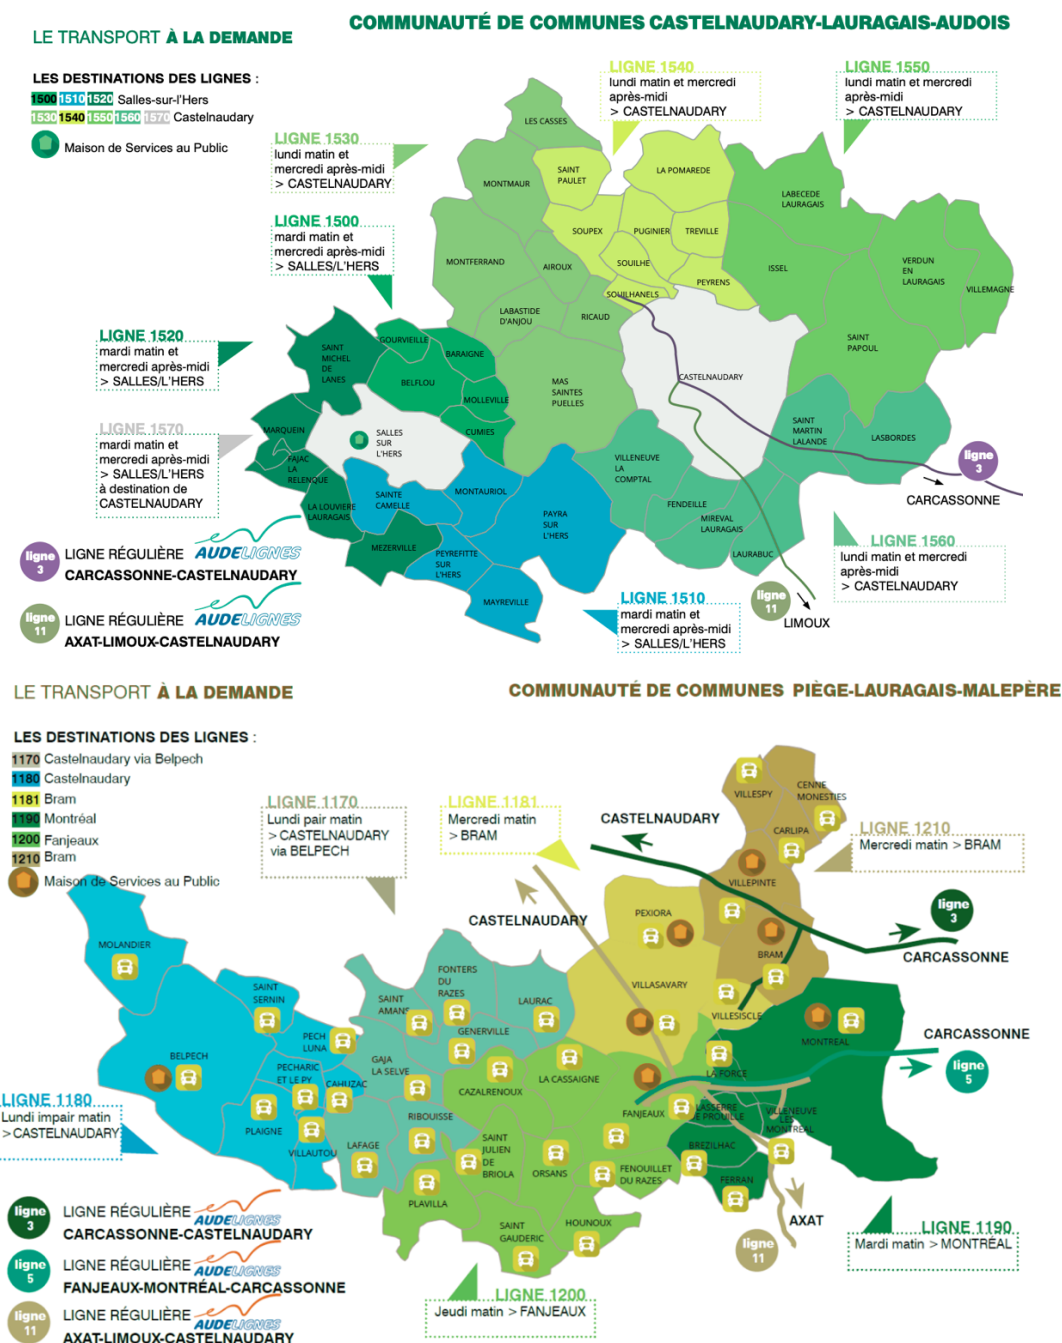 COMMUNAUTÉ DE COMMUNES CASTELNAUDARY-LAURAGAIS-AUDOIS
LE TRANSPORT À LA DEMANDE
LES DESTINATIONS DES LIGNES :
1500 1510 1520 Salles-sur-l'Hers
1530 1540 1550 1560 1570 Castelnaudary
Maison de Services au Public
LIGNE 1530
lundi matin et
mercredi après-midi
> CASTELNAUDARY
LIGNE 1540
lundi matin et mercredi
après-midi
> CASTELNAUDARY
LIGNE 1550
lundi matin et mercredi
après-midi
> CASTELNAUDARY
LIGNE 1500
mardi matin et
mercredi après-midi
> SALLES/L'HERS
LIGNE 1520
mardi matin et
mercredi après-midi
> SALLES/L'HERS
LIGNE 1570
mardi matin et
mercredi après-midi
> SALLES/L'HERS
à destination de
CASTELNAUDARY
LES CASSES
MONTMAUR
SAINT
PAULET
LA POMAREDE
LABECEDE
LAURAGAIS
SOUPEX
PUGINIER
TREVILLE
MONTFERRAND
AIROUX
SOUILHE
PEYRENS
ISSEL
VERDUN
EN
LAURAGAIS
VILLEMAGNE
SOUILHANELS
LABASTIDE
D'ANJOU
RICAUD
SAINT
PAPOUL
SAINT
MICHEL
DE
LANES
GOURVIEILLE
BARAIGNE
BELFLOU
MOLLEVILLE
MAS
SAINTES
PUELLES
CASTELNAUDARY
MARQUEIN
SALLES
SUR
L'HERS
CUMIES
SAINT
MARTIN
LALANDE
LASBORDES
FAJAC
LA
RELENQUE
VILLENEUVE
LA
COMPTAL
LA LOUVIERE
LAURAGAIS
SAINTE
CAMELLE
MONTAURIOL
FENDEILLE
PAYRA
SUR
L'HERS
MIREVAL
LAURAGAIS
MEZERVILLE
PEYREFITTE
SUR
L'HERS
LAURABUC
MAYREVILLE
ligne
3
CARCASSONNE
LIGNE 1560
lundi matin et mercredi
après-midi
> CASTELNAUDARY
ligne
11
LIMOUX
LIGNE 1510
mardi matin et
mercredi après-midi
> SALLES/L'HERS
ligne
3
LIGNE RÉGULIÈRE AUDELIGNES
CARCASSONNE-CASTELNAUDARY
ligne
11
LIGNE RÉGULIÈRE AUDELIGNES
AXAT-LIMOUX-CASTELNAUDARY
LE TRANSPORT À LA DEMANDE
COMMUNAUTÉ DE COMMUNES PIÈGE-LAURAGAIS-MALEPÈRE
LES DESTINATIONS DES LIGNES :
1170 Castelnaudary via Belpech
1180 Castelnaudary
1181 Bram
1190 Montréal
1200 Fanjeaux
1210 Bram
Maison de Services au Public
LIGNE 1170
Lundi pair matin
> CASTELNAUDARY
via BELPECH
LIGNE 1181
Mercredi matin
> BRAM
CASTELNAUDARY
LIGNE 1210
Mercredi matin > BRAM
VILLESPY
CENNE
MONESTIES
CARLIPA
VILLEPINTE
CASTELNAUDARY
PEXIORA
BRAM
ligne
3
CARCASSONNE
MOLANDIER
SAINT
SERNIN
FONTERS
DU
RAZES
SAINT
AMANS
LAURAC
VILLASAVARY
VILLESISCLE
MONTREAL
CARCASSONNE
ligne
5
PECH
LUNA
GENERVILLE
BELPECH
PECHARIC
ET LE PY
CAHUZAC
GAJA
LA SELVE
CAZALRENOUX
LA CASSAIGNE
LA FORCE
FANJEAUX
LASSERRE
DE PROUILLE
VILLENEUVE
LES
MONTREAL
LIGNE 1180
Lundi impair matin
> CASTELNAUDARY
PLAIGNE
VILLAUTOU
LAFAGE
RIBOUISSE
SAINT
JULIEN
DE
BRIOLA
ORSANS
FENOUILLET
DU RAZES
BREZILHAC
FERRAN
PLAVILLA
SAINT
GAUDERIC
HOUNOUX
AXAT
ligne
11
LIGNE 1190
Mardi matin > MONTRÉAL
LIGNE 1200
Jeudi matin > FANJEAUX
ligne
3
LIGNE RÉGULIÈRE AUDELIGNES
CARCASSONNE-CASTELNAUDARY
ligne
5
LIGNE RÉGULIÈRE AUDELIGNES
FANJEAUX-MONTRÉAL-CARCASSONNE
ligne
11
LIGNE RÉGULIÈRE AUDELIGNES
AXAT-LIMOUX-CASTELNAUDARY